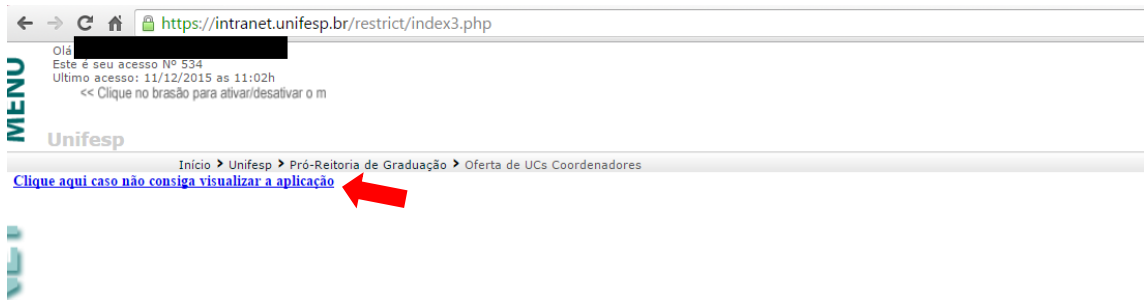 https://intranet.unifesp.br/restrict/index3.php
Olá
Este é seu acesso Nº 534
Ultimo acesso: 11/12/2015 as 11:02h
<< Clique no brasão para ativar/desativar o m
MENU
Unifesp
Início > Unifesp > Pró-Reitoria de Graduação > Oferta de UCs Coordenadores
Clique aqui caso não consiga visualizar a aplicação